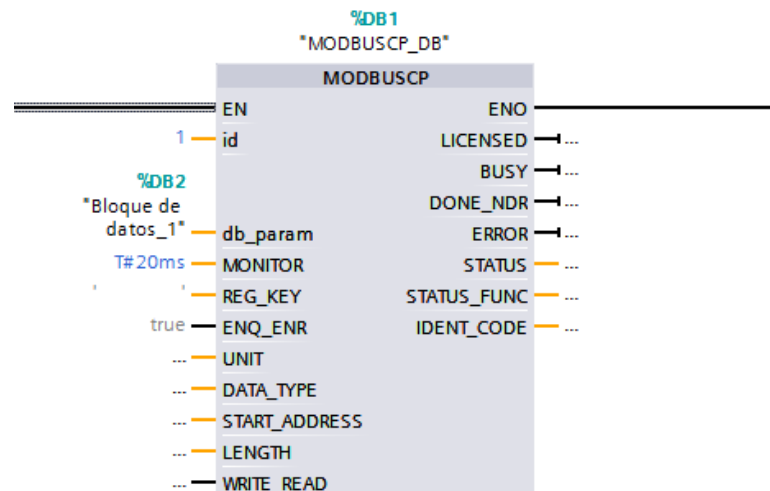 %DB1
"MODBUSCP_DB"
MODBUSCP
EN ENO
1 id LICENSED ...
BUSY ...
%DB2
"Bloque de
DONE_NDR ...
datos_1" db_param ERROR ...
T#20ms MONITOR STATUS ...
' ' REG_KEY STATUS_FUNC ...
true ENQ_ENR IDENT_CODE ...
... UNIT
... DATA_TYPE
... START_ADDRESS
... LENGTH
... WRITE_READ